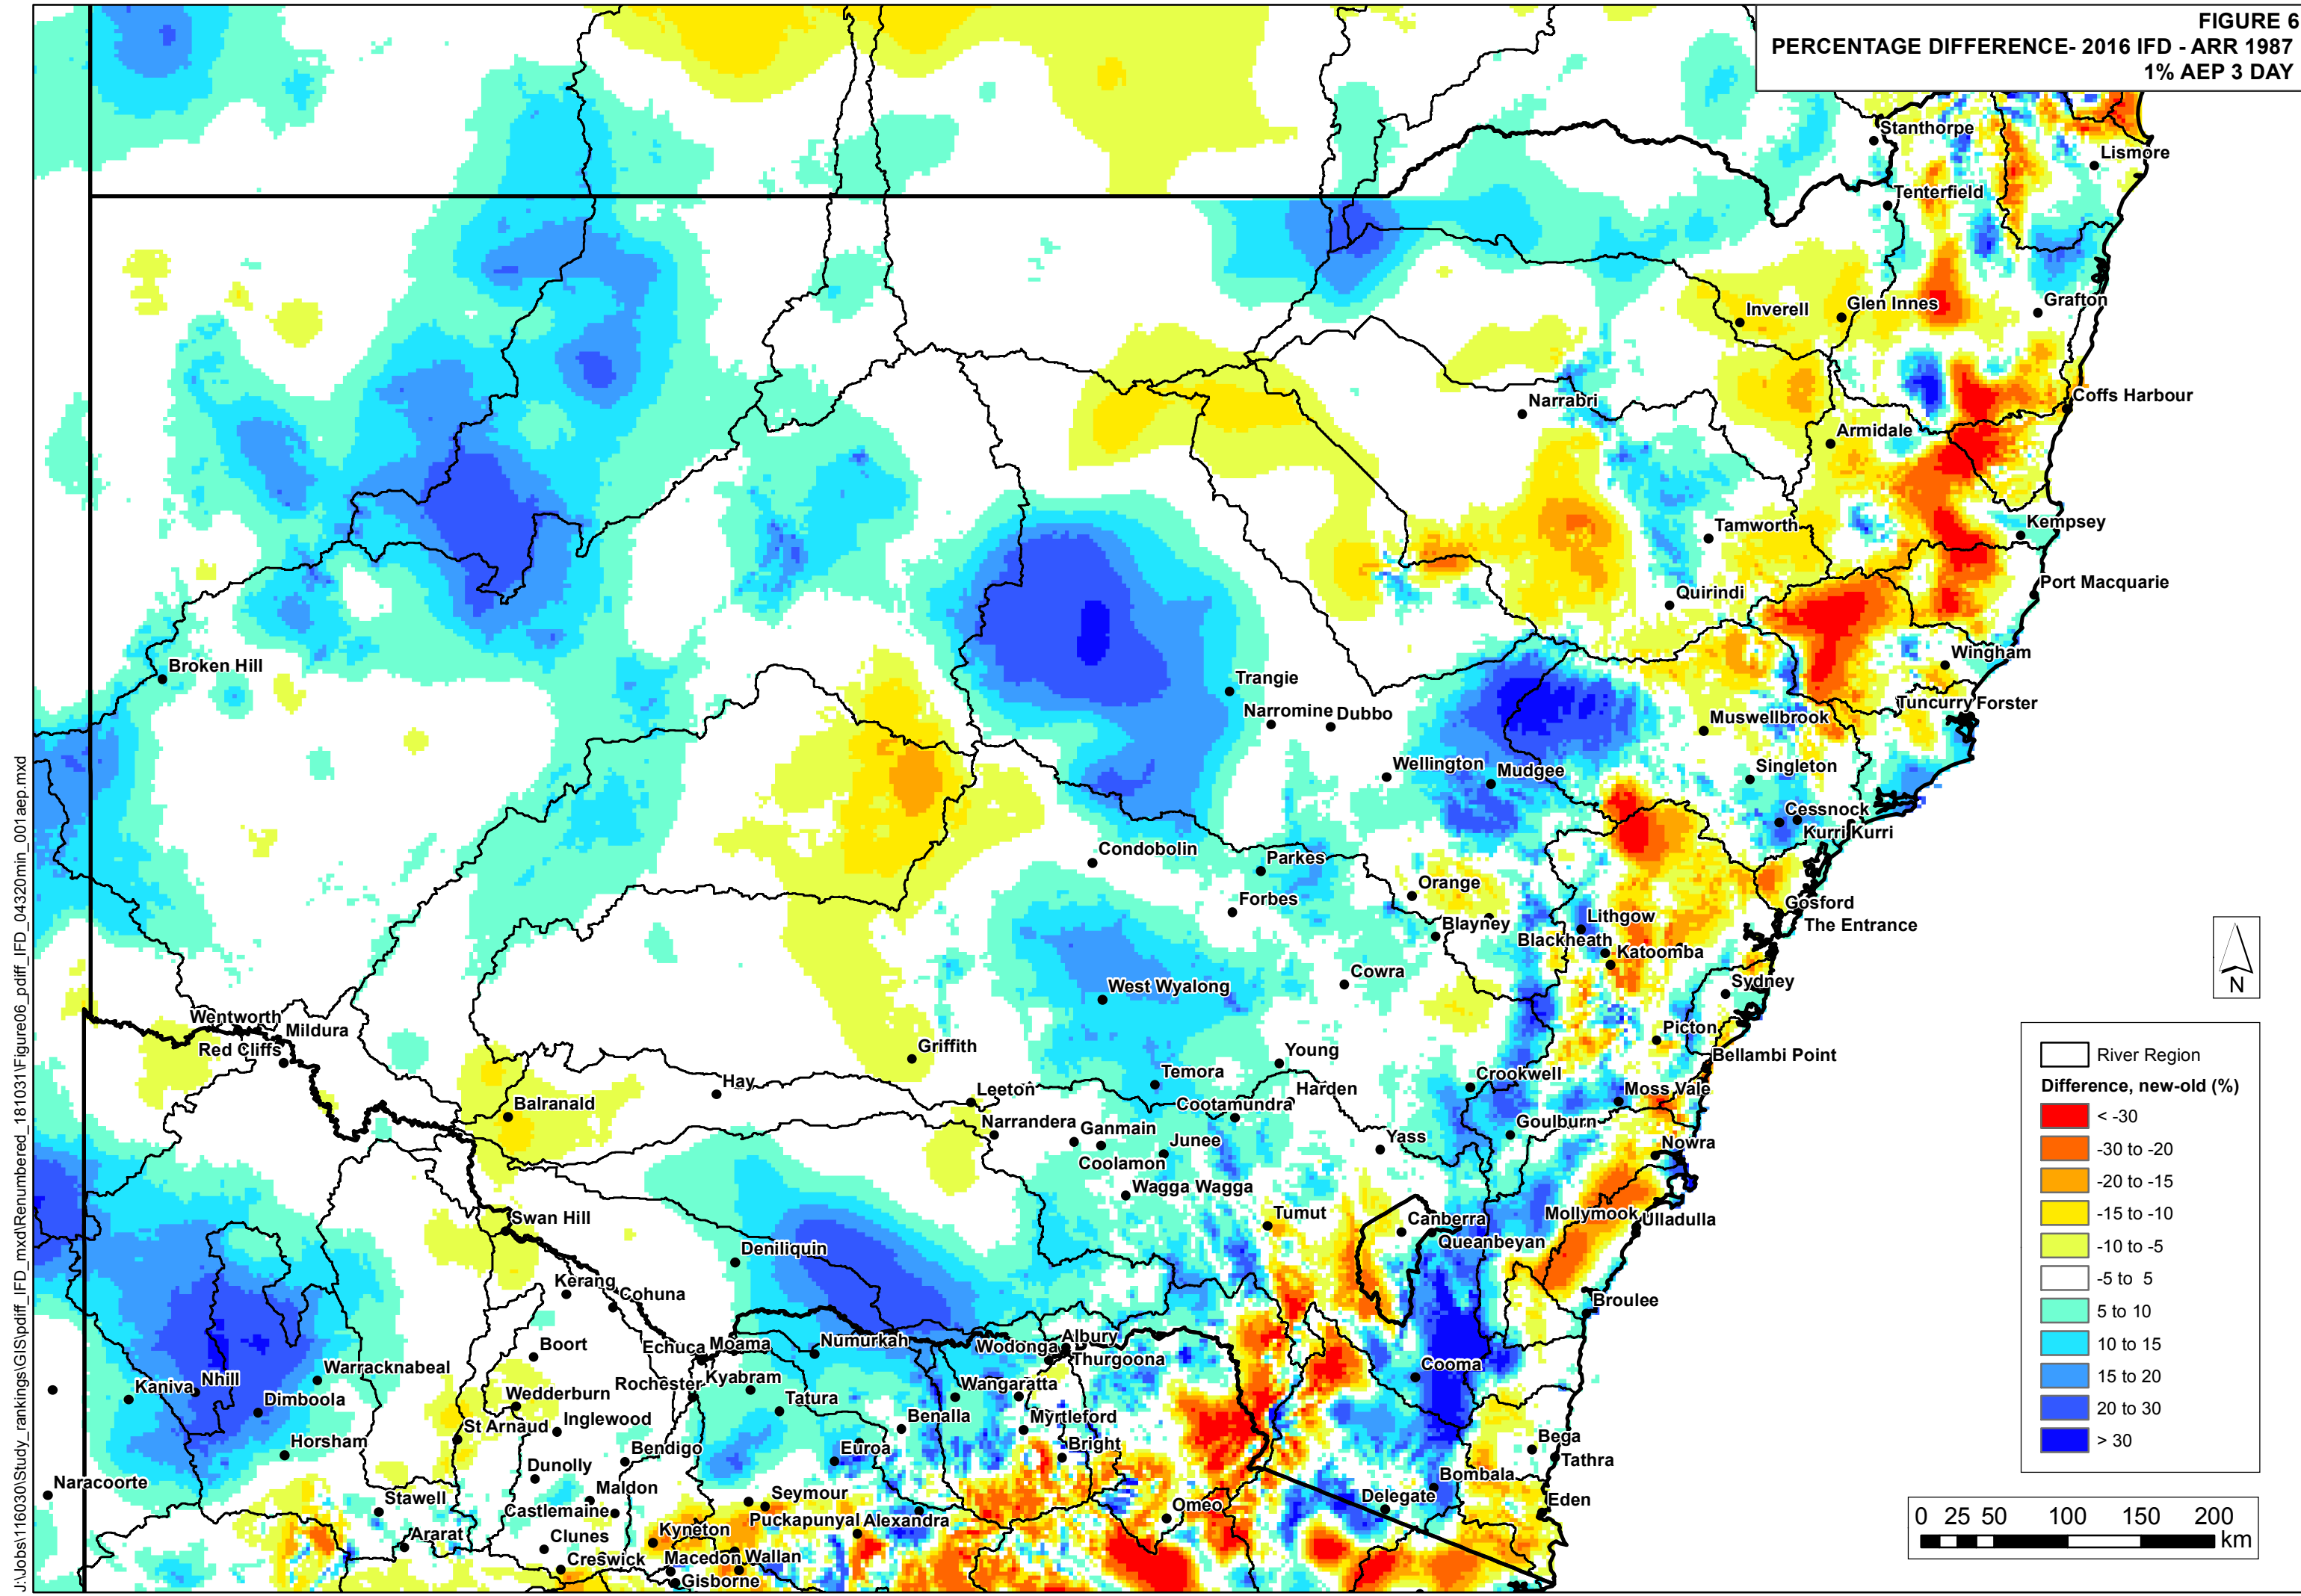 FIGURE 6
PERCENTAGE DIFFERENCE- 2016 IFD - ARR 1987
1% AEP 3 DAY
Stanthorpe
Lismore
Tenterfield
Inverell
Glen Innes
Grafton
Narrabri
Coffs Harbour
Armidale
Tamworth
Kempsey
Quirindi
Port Macquarie
Broken Hill
Wingham
Trangie
Tuncurry Forster
Narromine Dubbo
Muswellbrook
Wellington
Mudgee
Singleton
Cessnock
Kurri Kurri
Condobolin
Parkes
Orange
Forbes
Gosford
Blayney
Lithgow
The Entrance
Blackheath
Katoomba
Cowra
Sydney
West Wyalong
Wentworth
Mildura
Red Cliffs
Picton
Griffith
Young
Bellambi Point
Hay
Leeton
Temora
Crookwell
Harden
Moss Vale
Balranald
Cootamundra
Narrandera
Ganmain
Junee
Goulburn
Yass
Nowra
Coolamon
Wagga Wagga
Swan Hill
Tumut
Canberra
Mollymook
Ulladulla
Queanbeyan
Deniliquin
Kerang
Cohuna
Broulee
Boort
Echuca
Moama
Numurkah
Albury
Wodonga
Thurgoona
Cooma
Warracknabeal
Nhill
Kaniva
Rochester
Kyabram
Wangaratta
Dimboola
Wedderburn
Tatura
St Arnaud
Inglewood
Benalla
Myrtleford
Horsham
Bendigo
Euroa
Bright
Bega
Tathra
Dunolly
Naracoorte
Maldon
Bombala
Stawell
Seymour
Castlemaine
Omeo
Delegate
Eden
Puckapunyal
Alexandra
Ararat
Clunes
Kyneton
Creswick
Macedon
Wallan
Gisborne
N
River Region
Difference, new-old (%)
< -30
-30 to -20
-20 to -15
-15 to -10
-10 to -5
-5 to 5
5 to 10
10 to 15
15 to 20
20 to 30
> 30
0 25 50 100 150 200
km
J:\Jobs\116030\Study_rankings\GIS\pdiff_IFD_mxd\Renumbered_181031\Figure06_pdiff_IFD_04320min_001aep.mxd